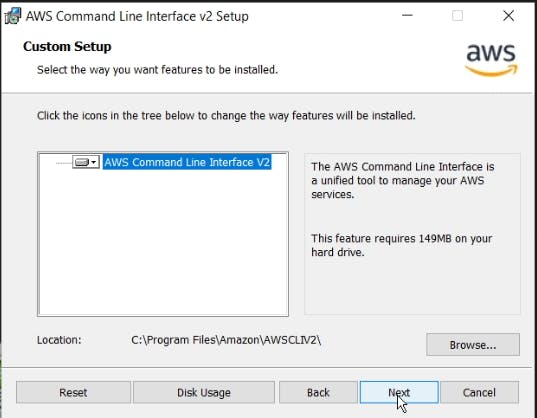 AWS Command Line Interface v2 Setup
Custom Setup
Select the way you want features to be installed.
aws
Click the icons in the tree below to change the way features will be installed.
AWS Command Line Interface V2
The AWS Command Line Interface is
a unified tool to manage your AWS
services.
This feature requires 149MB on your
hard drive.
Location: C:\Program Files\Amazon\AWSCLIV2\
Browse...
Reset Disk Usage Back Next Cancel